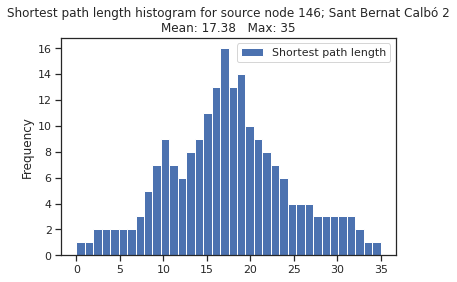 Shortest path length histogram for source node 146; Sant Bernat Calbó 2
Mean: 17.38 Max: 35
Shortest path length
Frequency
16
14
12
10
8
6
4
2
0
0 5 10 15 20 25 30 35